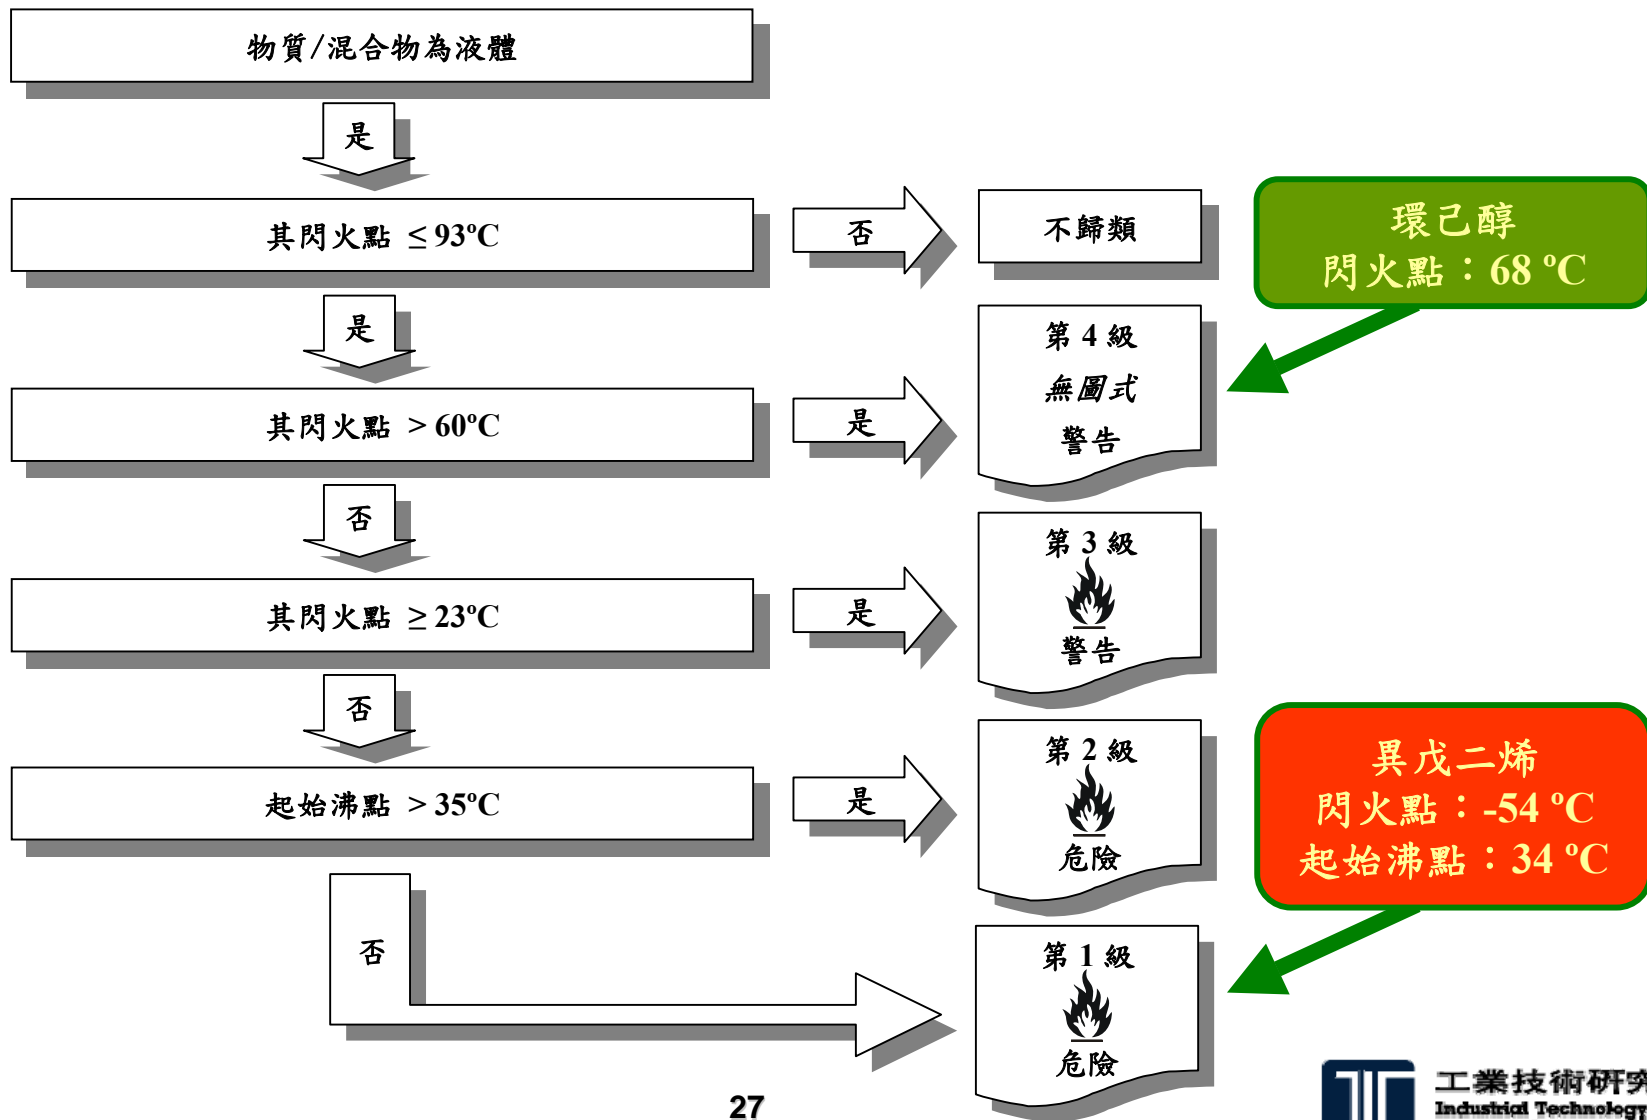 物質/混合物為液體
是
其閃火點 ≤ 93ºC
否
不歸類
環己醇
閃火點：68 ºC
是
其閃火點 > 60ºC
是
第 4 級
無圖式
警告
否
其閃火點 ≥ 23ºC
是
第 3 級
警告
否
起始沸點 > 35ºC
是
第 2 級
危險
異戊二烯
閃火點：-54 ºC
起始沸點：34 ºC
否
第 1 級
危險
27
工業技術研究
Industrial Technology